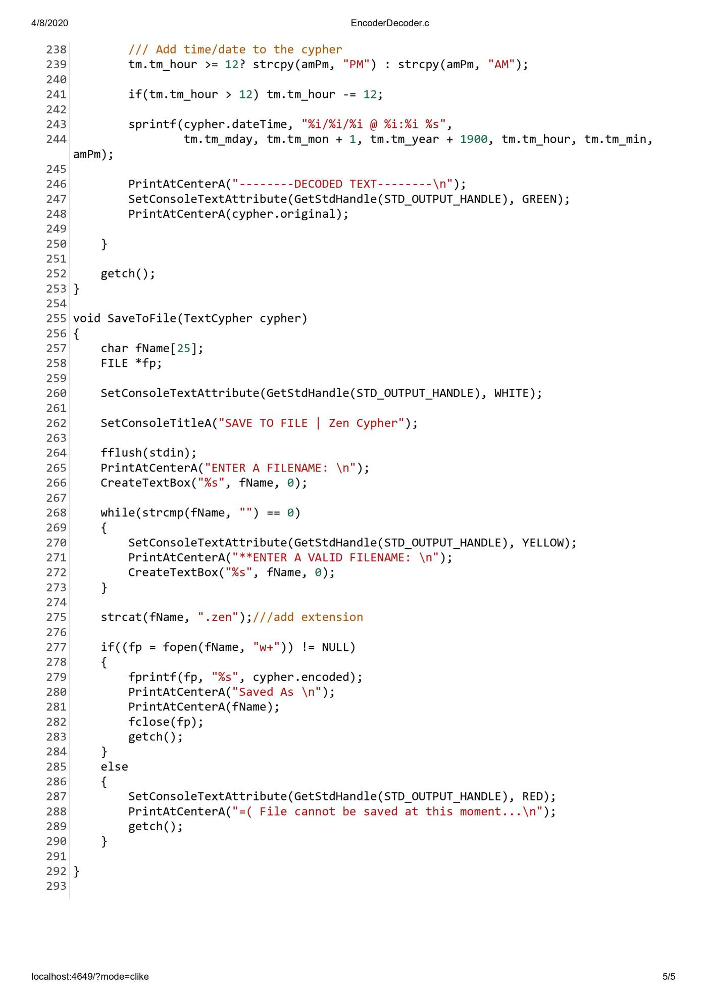 4/8/2020 EncoderDecoder.c
238         /// Add time/date to the cypher
239         tm.tm_hour >= 12? strcpy(amPm, "PM") : strcpy(amPm, "AM");
240
241         if(tm.tm_hour > 12) tm.tm_hour -= 12;
242
243         sprintf(cypher.dateTime, "%i/%i/%i @ %i:%i %s",
244                 tm.tm_mday, tm.tm_mon + 1, tm.tm_year + 1900, tm.tm_hour, tm.tm_min,
amPm);
245
246         PrintAtCenterA("--------DECODED TEXT--------\n");
247         SetConsoleTextAttribute(GetStdHandle(STD_OUTPUT_HANDLE), GREEN);
248         PrintAtCenterA(cypher.original);
249
250     }
251
252     getch();
253 }
254
255 void SaveToFile(TextCypher cypher)
256 {
257     char fName[25];
258     FILE *fp;
259
260     SetConsoleTextAttribute(GetStdHandle(STD_OUTPUT_HANDLE), WHITE);
261
262     SetConsoleTitleA("SAVE TO FILE | Zen Cypher");
263
264     fflush(stdin);
265     PrintAtCenterA("ENTER A FILENAME: \n");
266     CreateTextBox("%s", fName, 0);
267
268     while(strcmp(fName, "") == 0)
269     {
270         SetConsoleTextAttribute(GetStdHandle(STD_OUTPUT_HANDLE), YELLOW);
271         PrintAtCenterA("**ENTER A VALID FILENAME: \n");
272         CreateTextBox("%s", fName, 0);
273     }
274
275     strcat(fName, ".zen");///add extension
276
277     if((fp = fopen(fName, "w+")) != NULL)
278     {
279         fprintf(fp, "%s", cypher.encoded);
280         PrintAtCenterA("Saved As \n");
281         PrintAtCenterA(fName);
282         fclose(fp);
283         getch();
284     }
285     else
286     {
287         SetConsoleTextAttribute(GetStdHandle(STD_OUTPUT_HANDLE), RED);
288         PrintAtCenterA("=( File cannot be saved at this moment...\n");
289         getch();
290     }
291
292 }
293
localhost:4649/?mode=clike 5/5